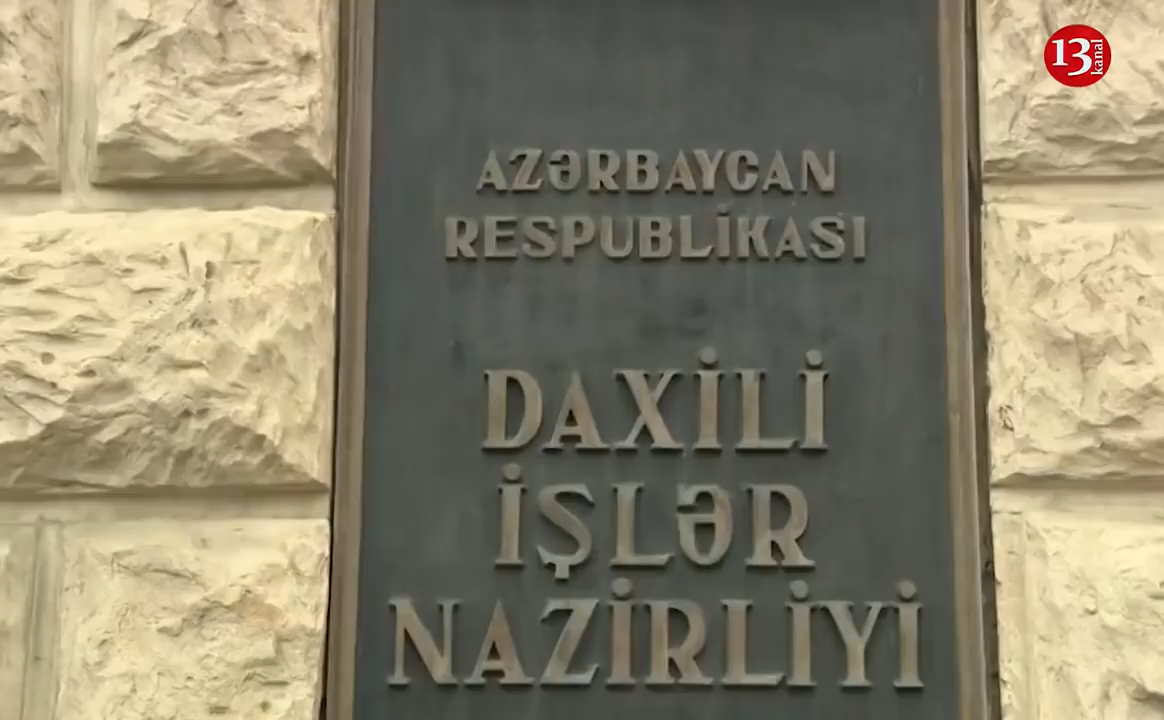 13 kanal
AZƏRBAYCAN
RESPUBLİKASI
DAXİLİ
İŞLƏR
NAZİRLİYİ